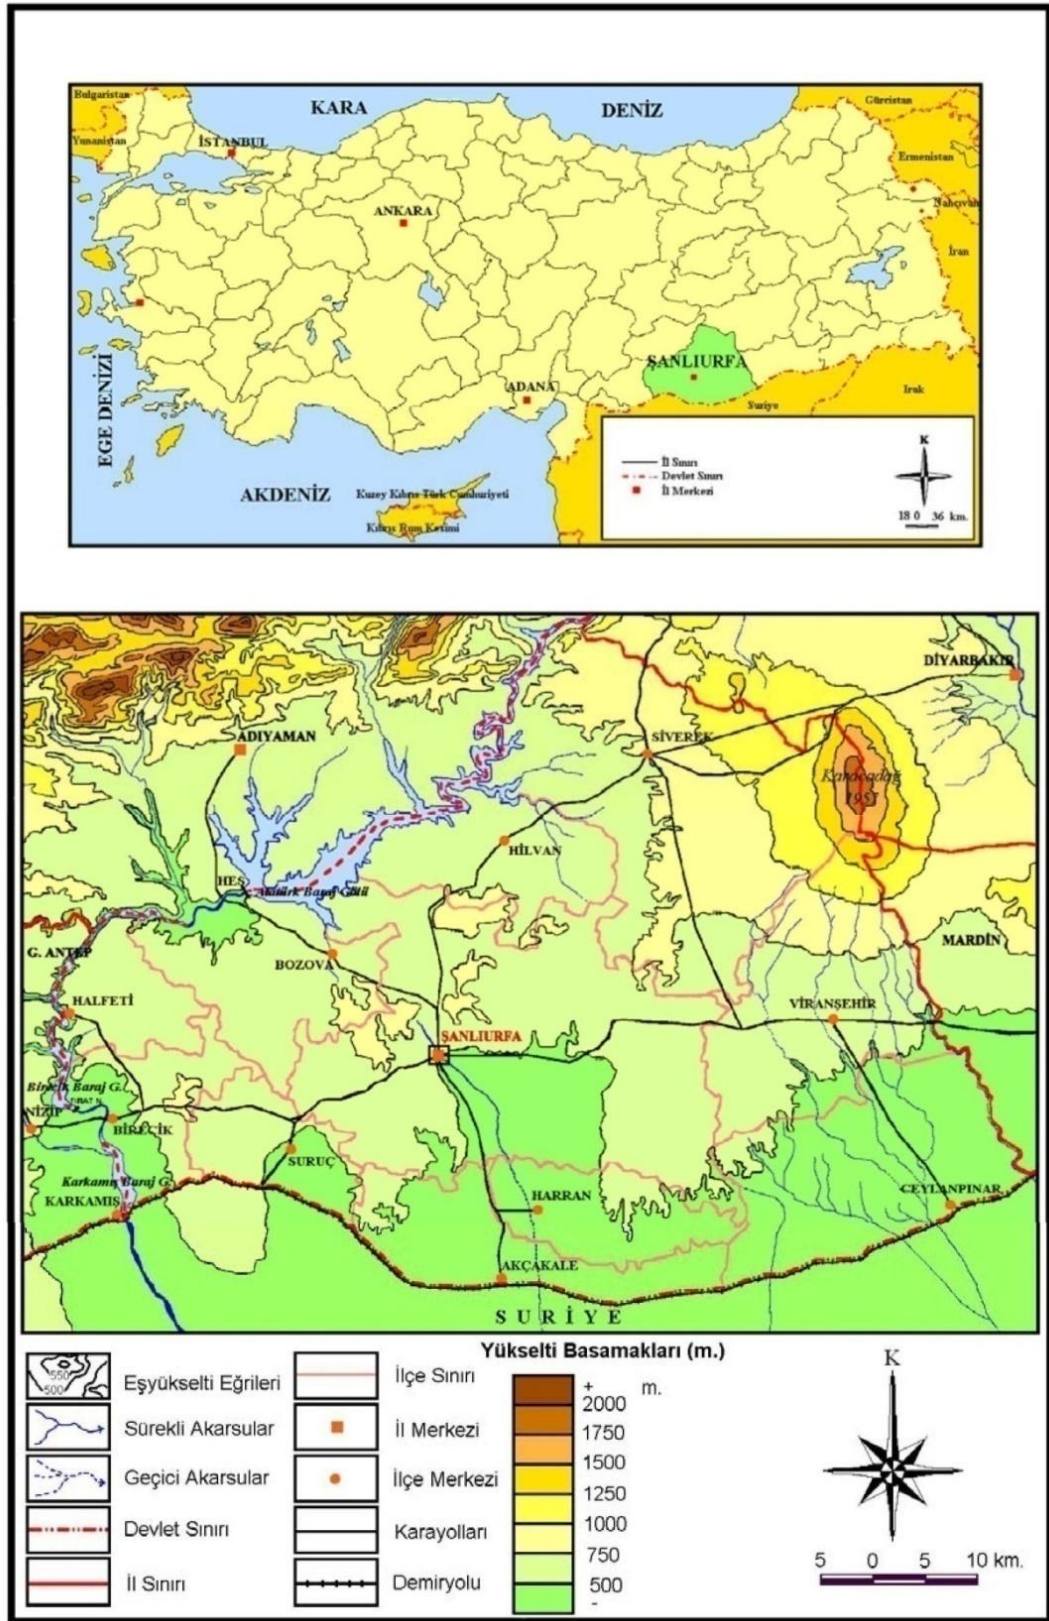 KARA DENİZ
Bulgaristan
Gürcistan
Yunanistan
İSTANBUL
Ermenistan
Nahçıvan
ANKARA
İran
EGE DENİZİ
ŞANLIURFA
ADANA
Irak
Suriye
AKDENİZ
Kuzey Kıbrıs Türk Cumhuriyeti
Kıbrıs Rum Kesimi
İl Sınırı
Devlet Sınırı
İl Merkezi
K
18 0 36 km.
DİYARBAKIR
ADIYAMAN
SİVEREK
Karacadağ
1957
HİLVAN
HES
Atatürk Baraj Gölü
G. ANTEP
BOZOVA
MARDİN
HALFETİ
VİRANŞEHİR
ŞANLIURFA
Birecik Baraj G.
FIRAT N.
NİZİP
BİRECİK
SURUÇ
Karkamış Baraj G.
KARKAMIŞ
HARRAN
CEYLANPINAR
AKÇAKALE
SURİYE
Yükselti Basamakları (m.)
550
500
Eşyükselti Eğrileri
Sürekli Akarsular
Geçici Akarsular
Devlet Sınırı
İl Sınırı
İlçe Sınırı
İl Merkezi
İlçe Merkezi
Karayolları
Demiryolu
+ m.
2000
1750
1500
1250
1000
750
500
-
K
5 0 5 10 km.